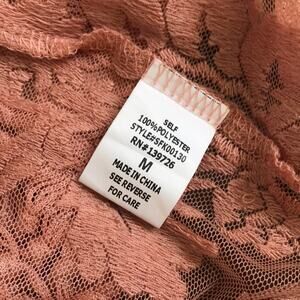 SELF
100%POLYESTER
STYLE#SFK00130
RN#139726
M
MADE IN CHINA
SEE REVERSE
FOR CARE